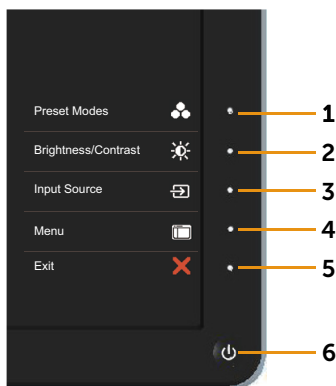 Preset Modes
1
Brightness/Contrast
2
Input Source
3
Menu
4
Exit
5
6